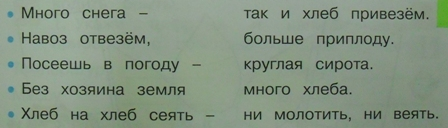 • Много снега – так и хлеб привезём.
• Навоз отвезём, больше приплоду.
• Посеешь в погоду – круглая сирота.
• Без хозяина земля много хлеба.
• Хлеб на хлеб сеять – ни молотить, ни веять.